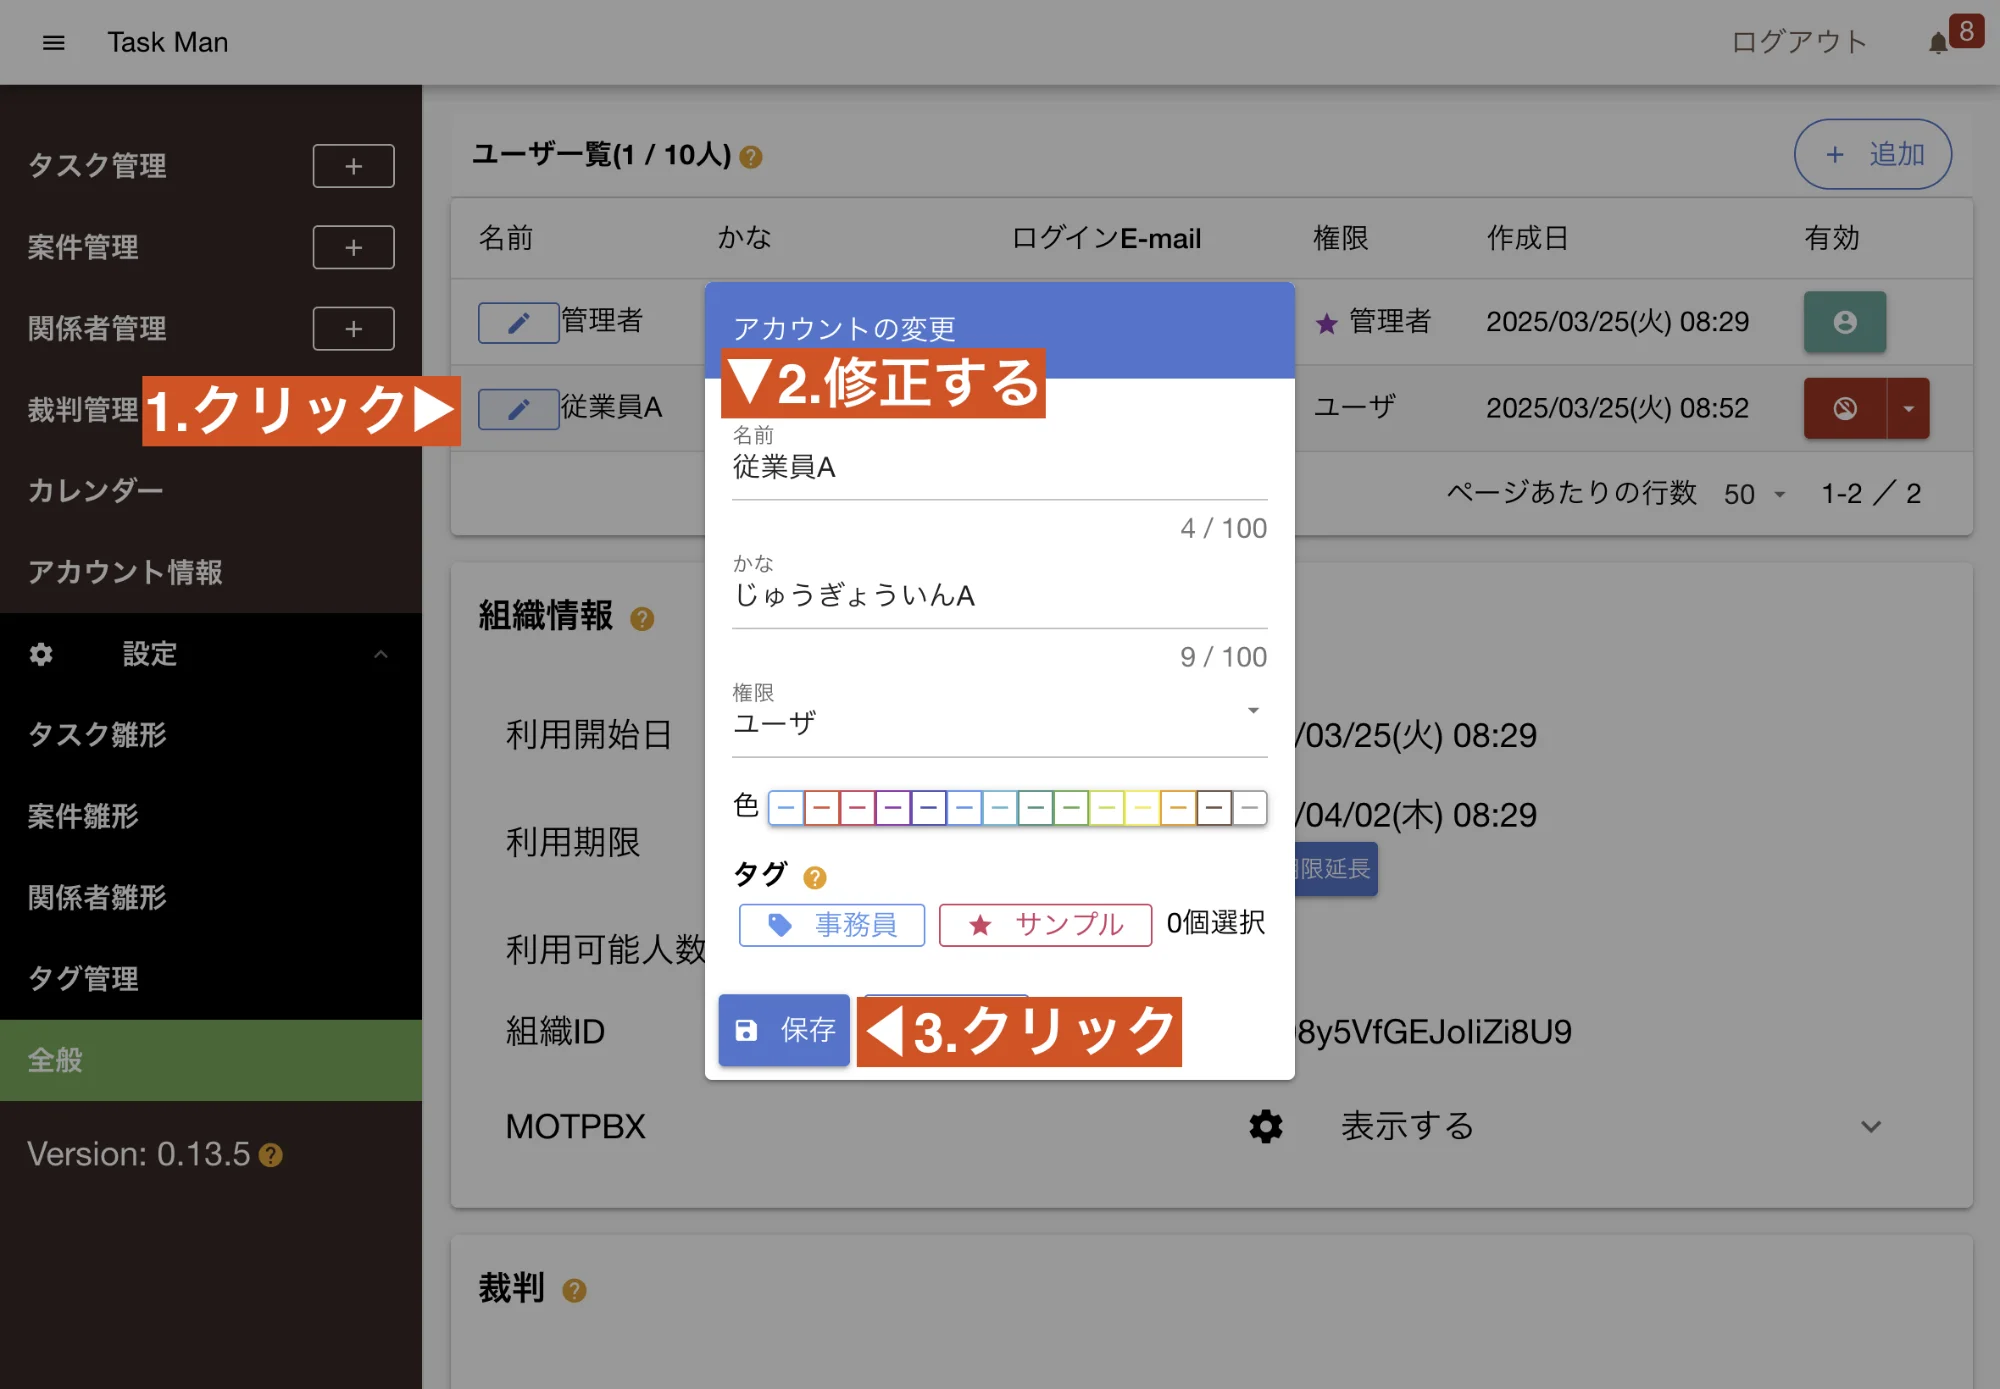 Task Man
ログアウト
8
タスク管理
案件管理
関係者管理
裁判管理
カレンダー
アカウント情報
設定
タスク雛形
案件雛形
関係者雛形
タグ管理
全般
Version: 0.13.5
ユーザ一覧(1 / 10人)
追加
名前 かな ログインE-mail 権限 作成日 有効
管理者 管理者 2025/03/25(火) 08:29
1.クリック▶
従業員A ユーザ 2025/03/25(火) 08:52
ページあたりの行数 50 1-2 ／ 2
アカウントの変更
▼2.修正する
名前
従業員A
4 / 100
かな
じゅうぎょういんA
9 / 100
権限
ユーザ
色
タグ
事務員 サンプル 0個選択
保存
◀3.クリック
組織情報
利用開始日 /03/25(火) 08:29
利用期限 /04/02(木) 08:29
限延長
利用可能人数
組織ID 8y5VfGEJoliZi8U9
MOTPBX 表示する
裁判